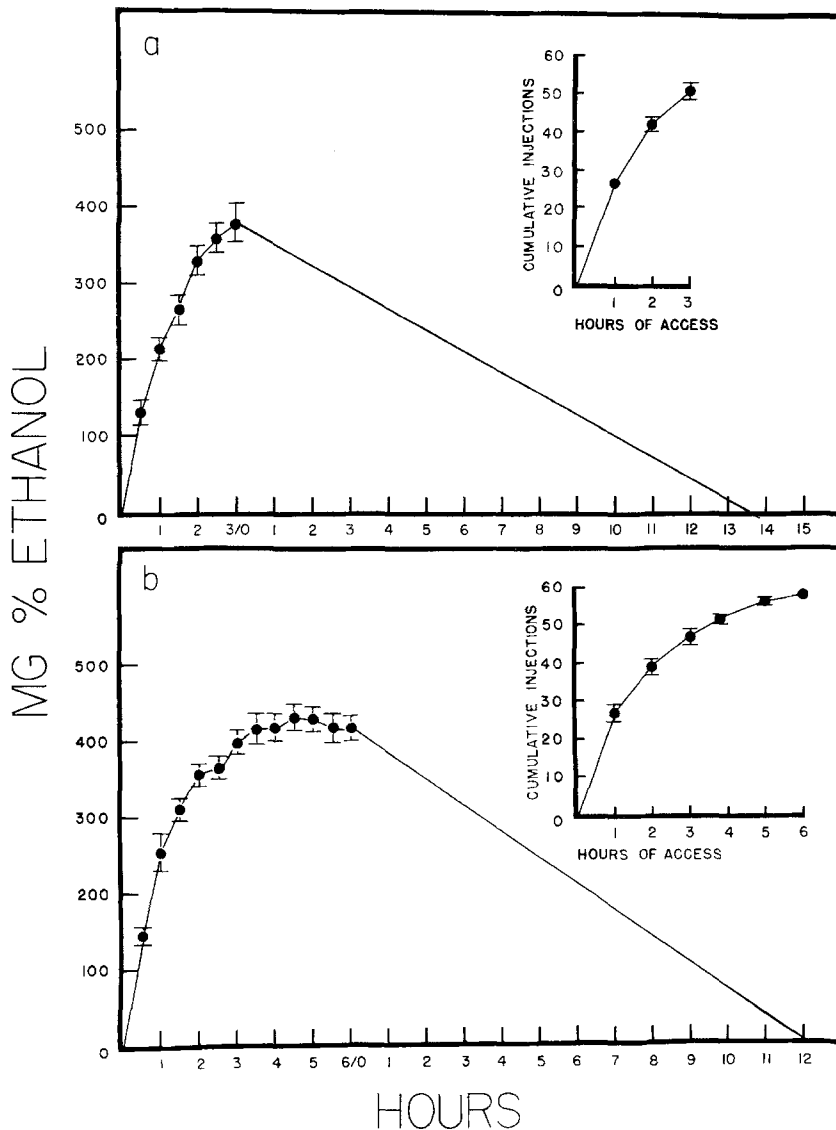 MG % ETHANOL
a
500
400
300
200
100
0
1 2 3/0 1 2 3 4 5 6 7 8 9 10 11 12 13 14 15
CUMULATIVE INJECTIONS
60
50
40
30
20
10
0
1 2 3
HOURS OF ACCESS
b
500
400
300
200
100
0
1 2 3 4 5 6/0 1 2 3 4 5 6 7 8 9 10 11 12
CUMULATIVE INJECTIONS
60
50
40
30
20
10
0
1 2 3 4 5 6
HOURS OF ACCESS
HOURS